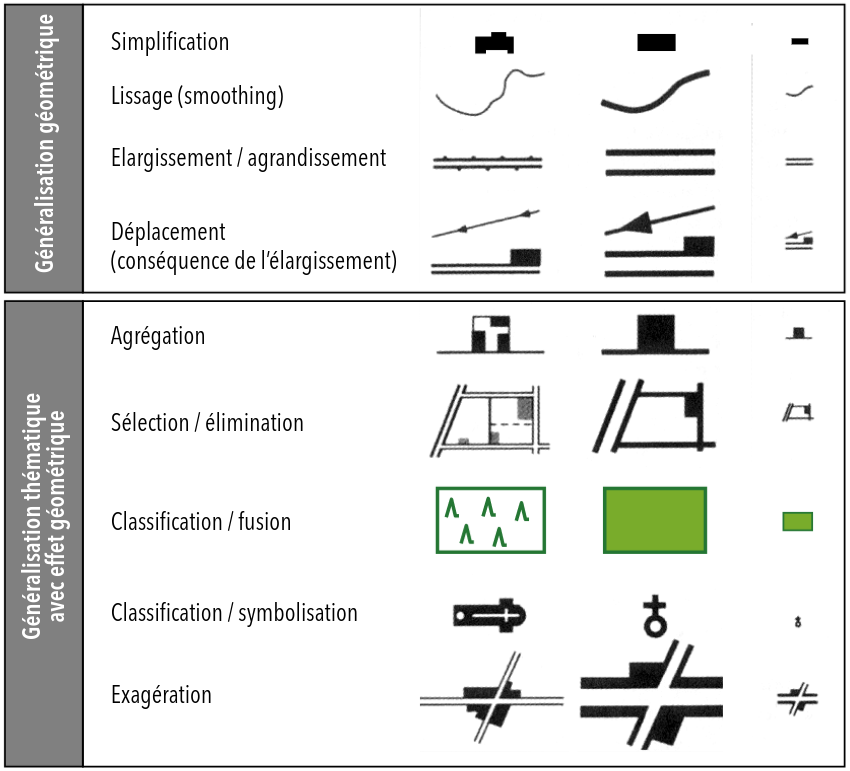 Généralisation géométrique
Simplification
Lissage (smoothing)
Elargissement / agrandissement
Déplacement
(conséquence de l'élargissement)
Généralisation thématique
avec effet géométrique
Agrégation
Sélection / élimination
Classification / fusion
Classification / symbolisation
Exagération